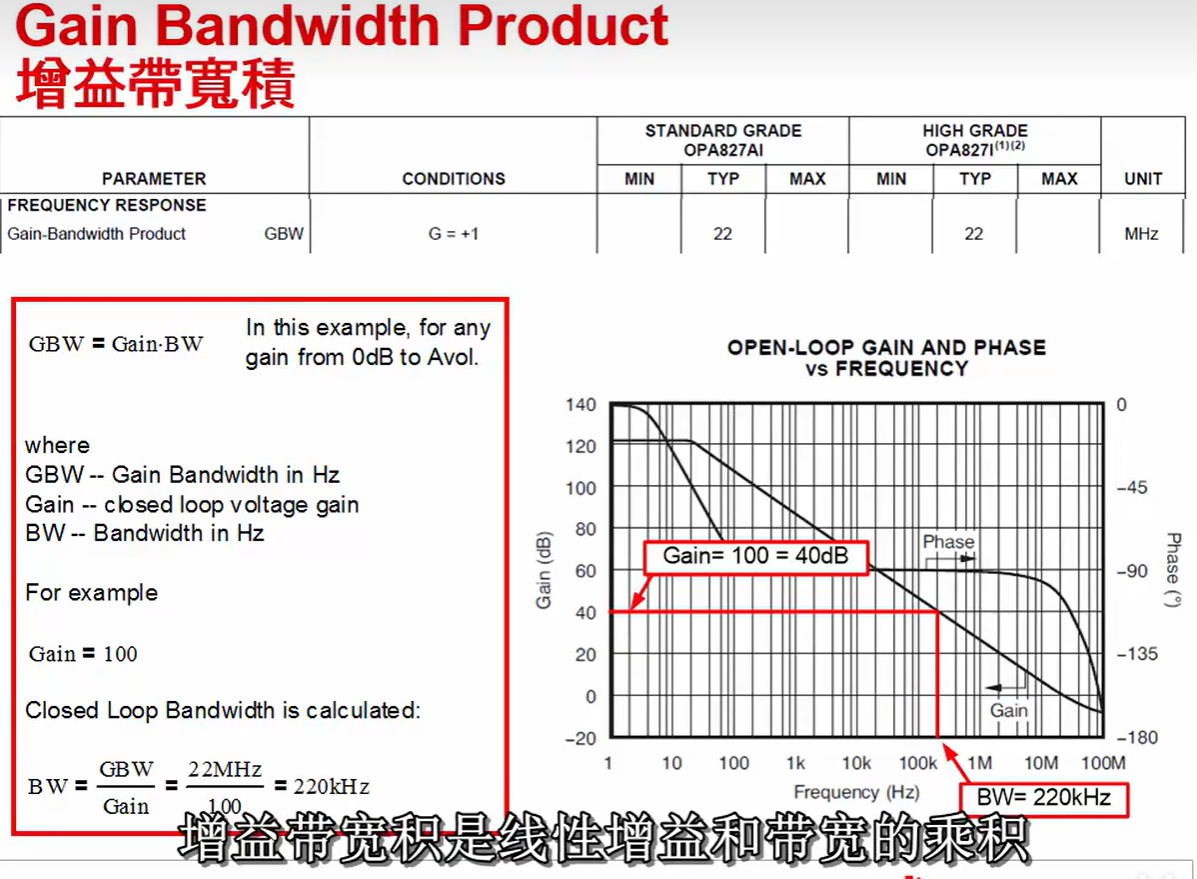 Gain Bandwidth Product
增益帶寬積
PARAMETER CONDITIONS STANDARD GRADE OPA827AI HIGH GRADE OPA827I(1)(2) UNIT
MIN TYP MAX MIN TYP MAX
FREQUENCY RESPONSE
Gain-Bandwidth Product GBW G = +1 22 22 MHz
GBW = Gain·BW
In this example, for any
gain from 0dB to Avol.
where
GBW -- Gain Bandwidth in Hz
Gain -- closed loop voltage gain
BW -- Bandwidth in Hz
For example
Gain = 100
Closed Loop Bandwidth is calculated:
BW = GBW / Gain = 22MHz / 100 = 220kHz
OPEN-LOOP GAIN AND PHASE
vs FREQUENCY
140
120
100
80
60
40
20
0
−20
Gain (dB)
Gain= 100 = 40dB
Phase
Gain
0
−45
−90
−135
−180
Phase (°)
1 10 100 1k 10k 100k 1M 10M 100M
Frequency (Hz)
BW= 220kHz
增益带宽积是线性增益和带宽的乘积